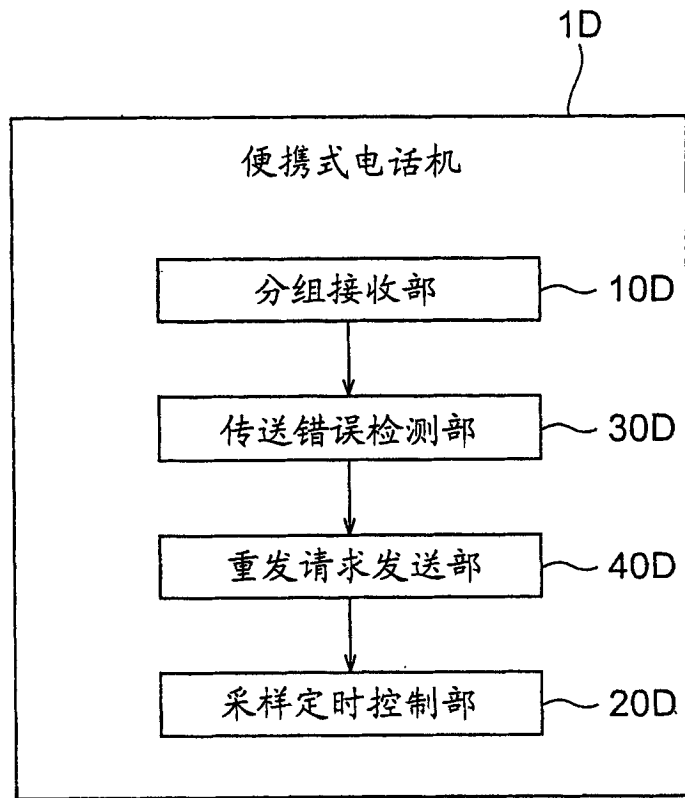 1D
便携式电话机
分组接收部 10D
传送错误检测部 30D
重发请求发送部 40D
采样定时控制部 20D